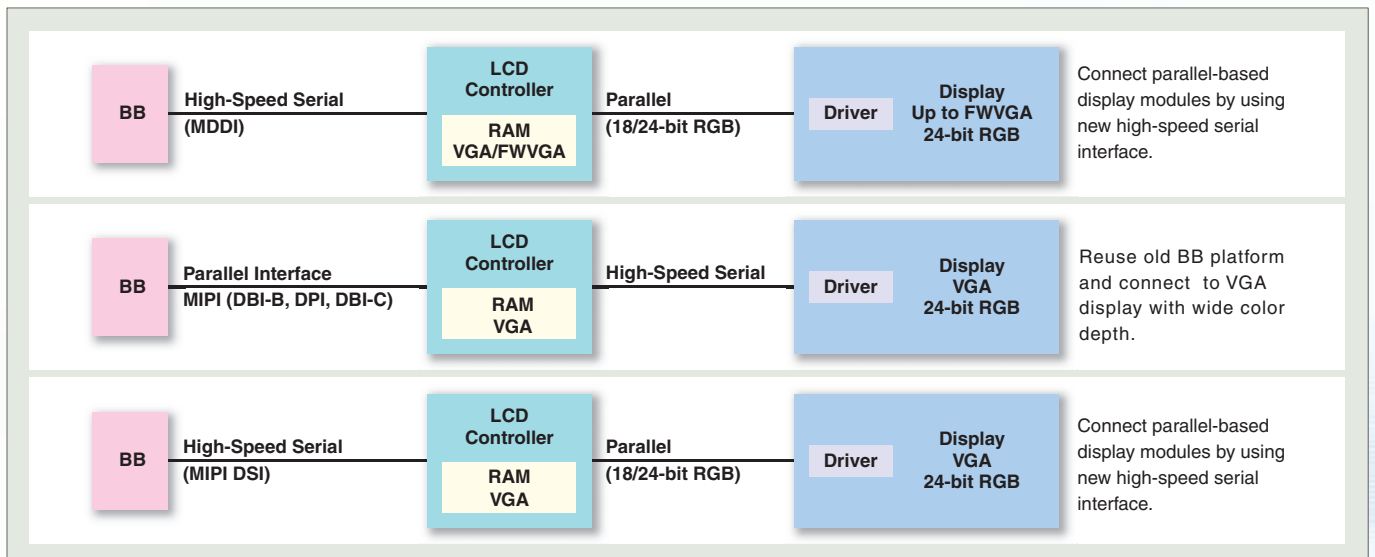 BB
High-Speed Serial
(MDDI)
LCD
Controller
RAM
VGA/FWVGA
Parallel
(18/24-bit RGB)
Driver
Display
Up to FWVGA
24-bit RGB
Connect parallel-based
display modules by using
new high-speed serial
interface.
BB
Parallel Interface
MIPI (DBI-B, DPI, DBI-C)
LCD
Controller
RAM
VGA
High-Speed Serial
Driver
Display
VGA
24-bit RGB
Reuse old BB platform
and connect to VGA
display with wide color
depth.
BB
High-Speed Serial
(MIPI DSI)
LCD
Controller
RAM
VGA
Parallel
(18/24-bit RGB)
Driver
Display
VGA
24-bit RGB
Connect parallel-based
display modules by using
new high-speed serial
interface.